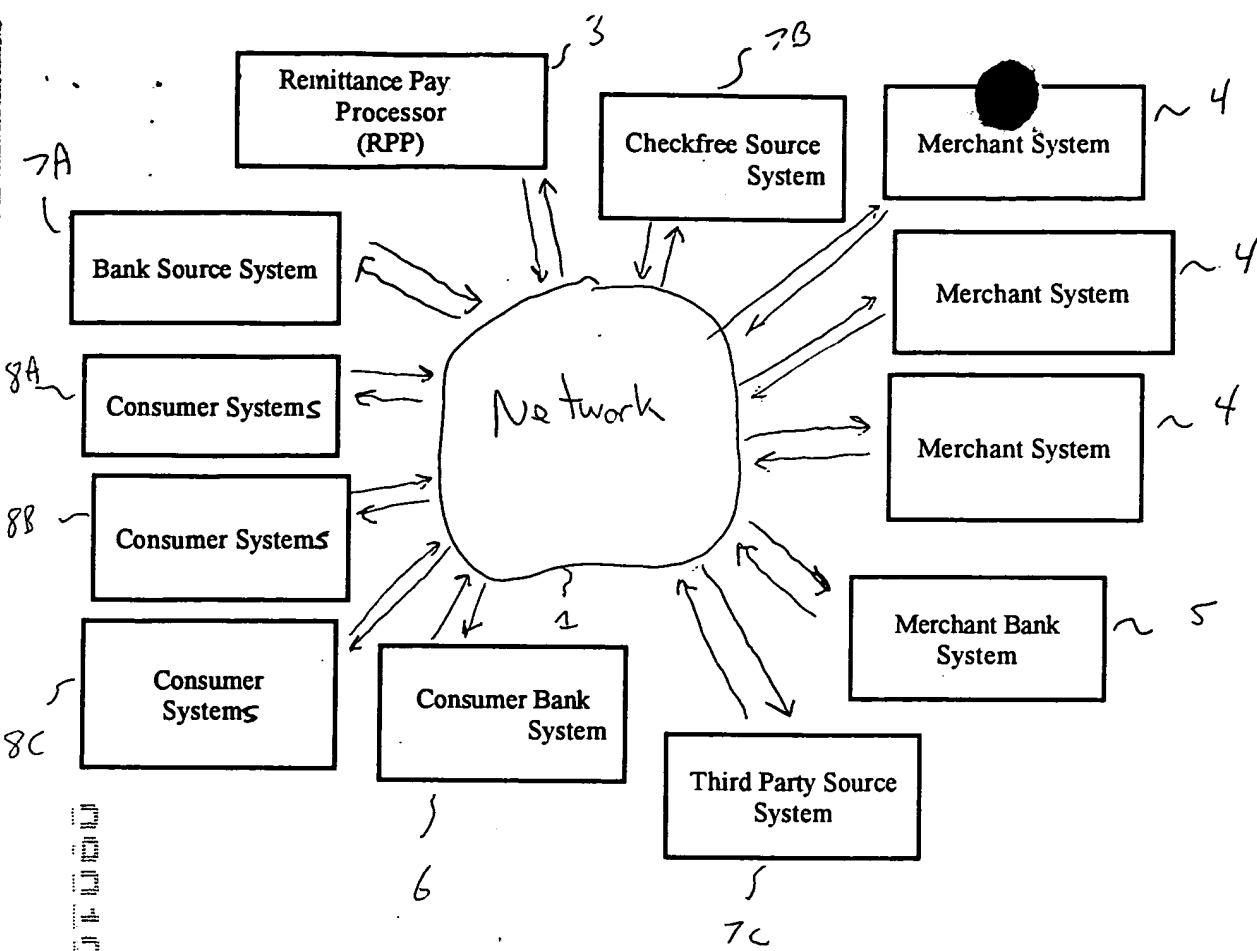 3
Remittance Pay
Processor
(RPP)
7B
Checkfree Source
System
4
Merchant System
7A
Bank Source System
4
Merchant System
8A
Consumer Systems
Network
4
Merchant System
8B
Consumer Systems
1
5
Merchant Bank
System
8C
Consumer
Systems
Consumer Bank
System
6
Third Party Source
System
7C